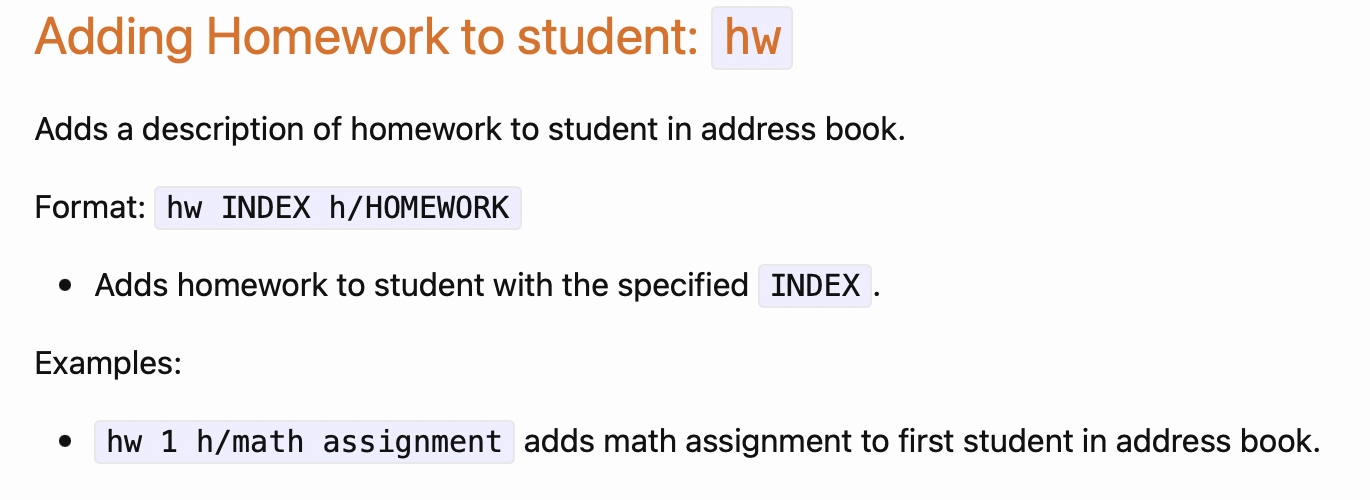 Adding Homework to student: hw
Adds a description of homework to student in address book.
Format: hw INDEX h/HOMEWORK
• Adds homework to student with the specified INDEX.
Examples:
• hw 1 h/math assignment adds math assignment to first student in address book.